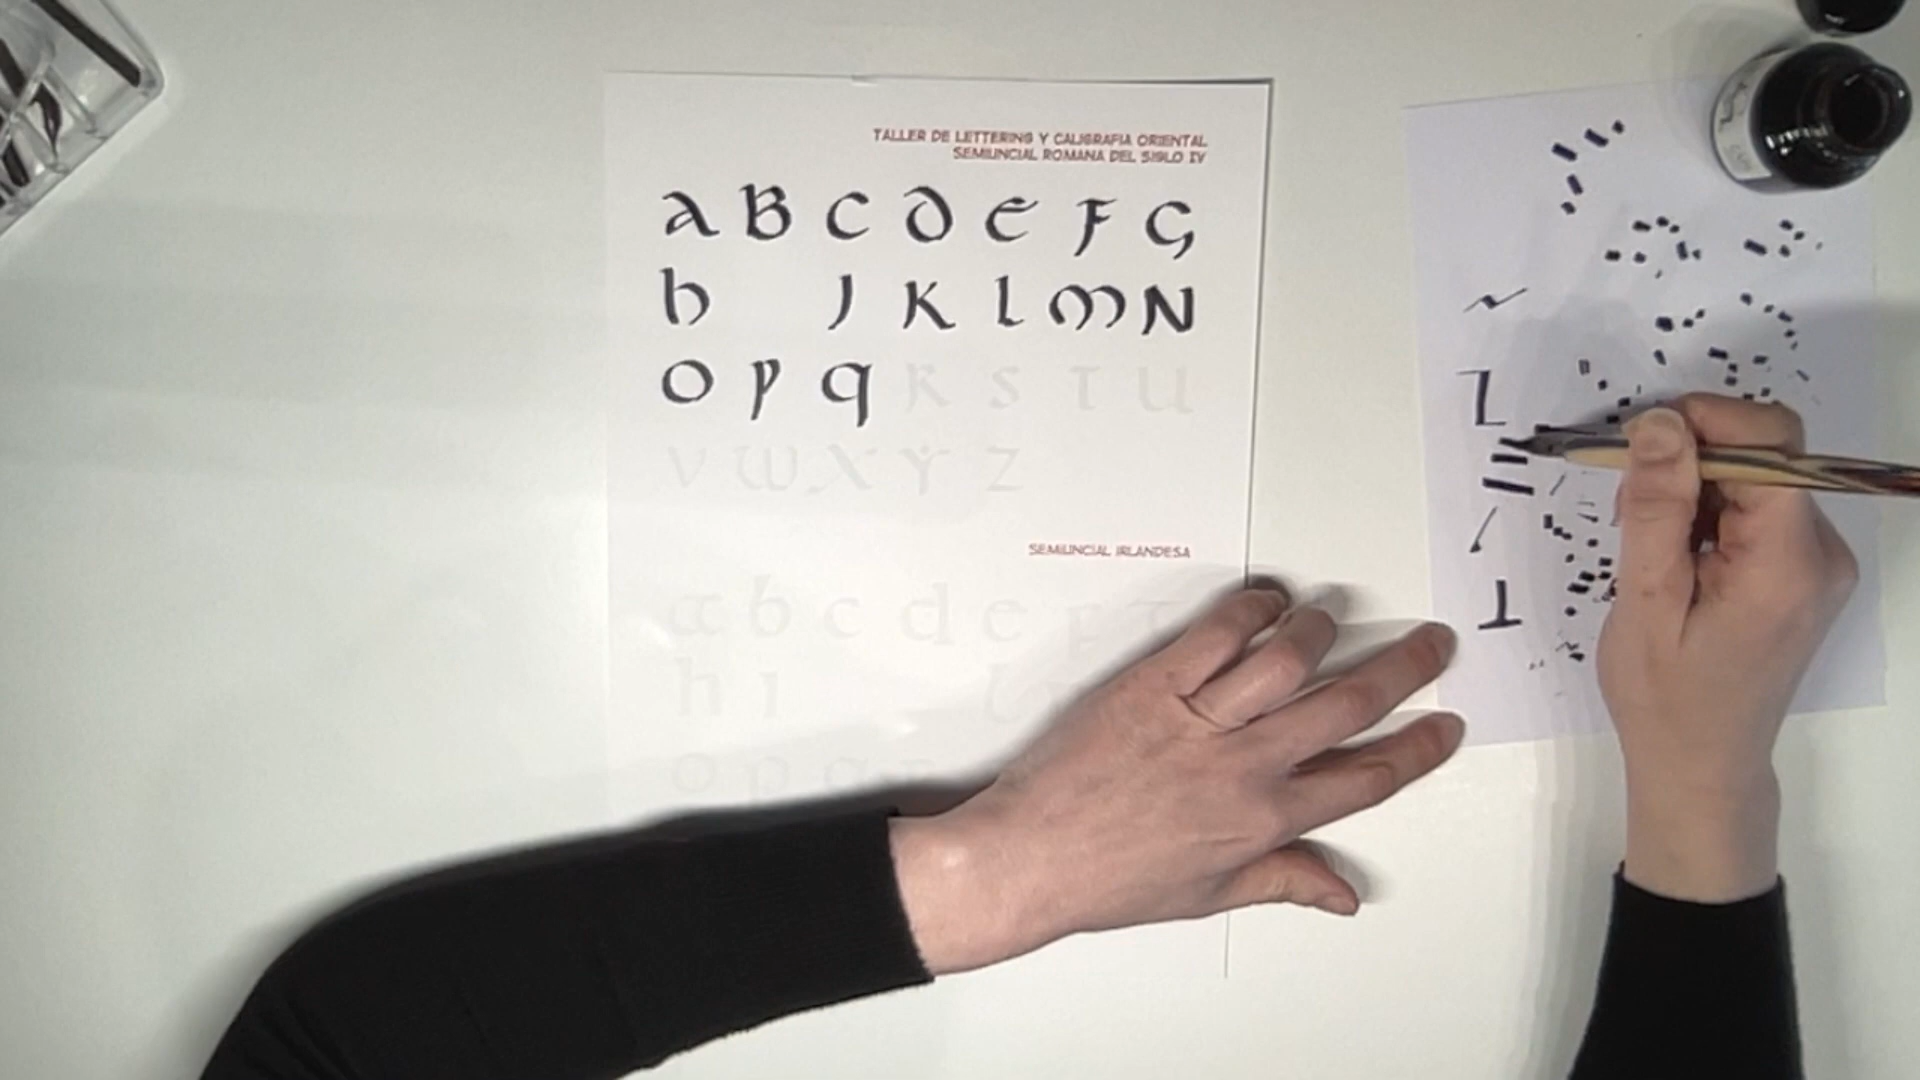 TALLER DE LETTERING Y CALIGRAFIA ORIENTAL
SEMIUNCIAL ROMANA DEL SIGLO IV
a B c d e F G
h J K l m N
o p q R S T U
V W X Y Z
SEMIUNCIAL IRLANDESA
a b c d e F
h I
o p q